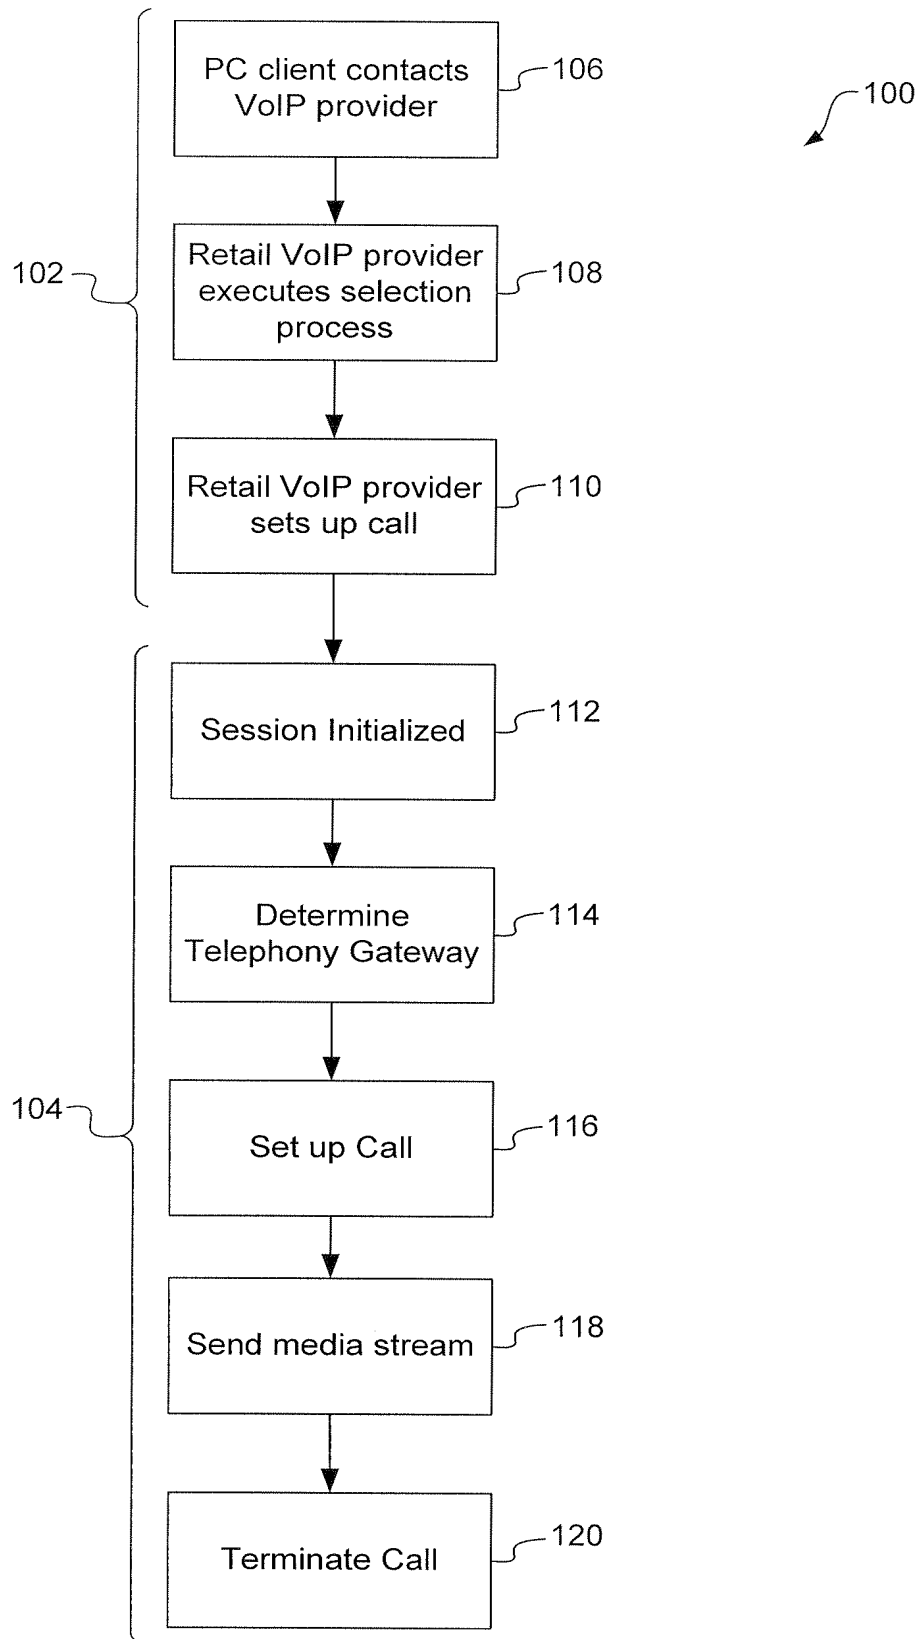 PC client contacts
VoIP provider
106
100
Retail VoIP provider
executes selection
process
108
102
Retail VoIP provider
sets up call
110
Session Initialized
112
Determine
Telephony Gateway
114
104
Set up Call
116
Send media stream
118
Terminate Call
120